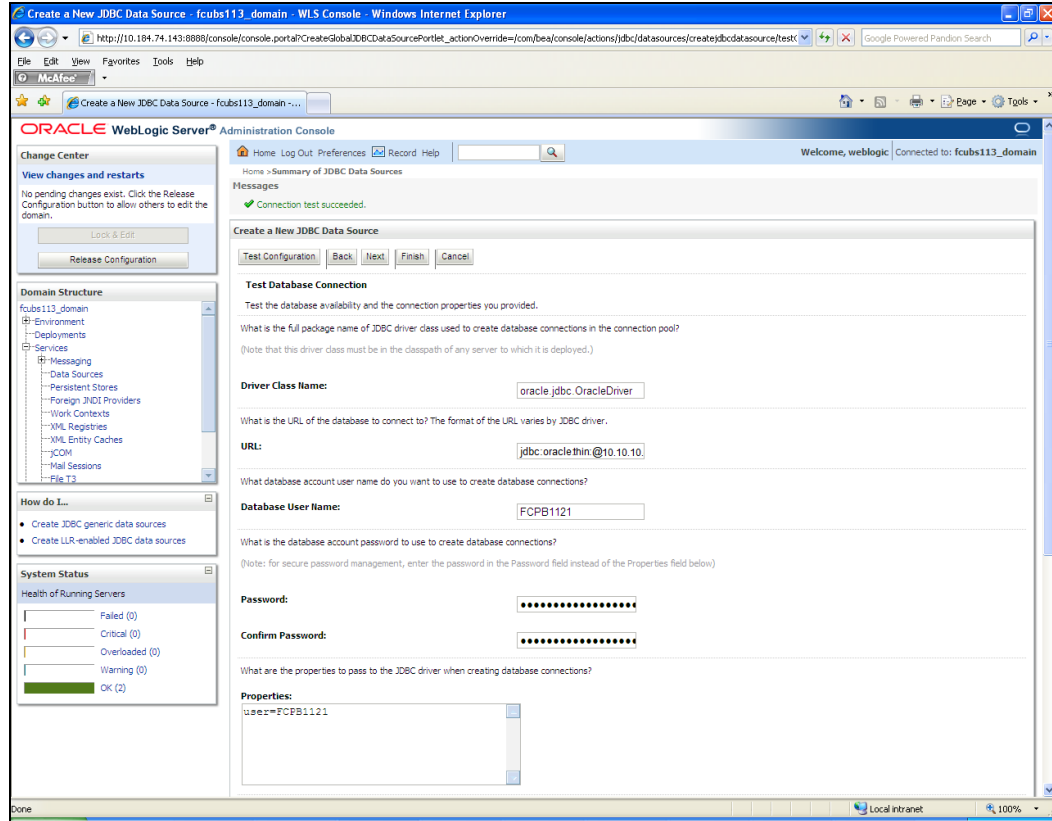 Create a New JDBC Data Source - fcubs113_domain - WLS Console - Windows Internet Explorer
http://10.184.74.143:8888/console/console.portal?CreateGlobalJDBCDataSourcePortlet_actionOverride=/com/bea/console/actions/jdbc/datasources/createjdbcdatasource/test(
Google Powered Pandion Search
File Edit View Favorites Tools Help
McAfee
Create a New JDBC Data Source - fcubs113_domain -...
Page Tools
ORACLE WebLogic Server® Administration Console
Change Center
View changes and restarts
No pending changes exist. Click the Release
Configuration button to allow others to edit the
domain.
Lock & Edit
Release Configuration
Domain Structure
fcubs113_domain
Environment
Deployments
Services
Messaging
Data Sources
Persistent Stores
Foreign JNDI Providers
Work Contexts
XML Registries
XML Entity Caches
jCOM
Mail Sessions
File T3
How do I...
Create JDBC generic data sources
Create LLR-enabled JDBC data sources
System Status
Health of Running Servers
Failed (0)
Critical (0)
Overloaded (0)
Warning (0)
OK (2)
Home Log Out Preferences Record Help
Welcome, weblogic Connected to: fcubs113_domain
Home >Summary of JDBC Data Sources
Messages
Connection test succeeded.
Create a New JDBC Data Source
Test Configuration Back Next Finish Cancel
Test Database Connection
Test the database availability and the connection properties you provided.
What is the full package name of JDBC driver class used to create database connections in the connection pool?
(Note that this driver class must be in the classpath of any server to which it is deployed.)
Driver Class Name: oracle.jdbc.OracleDriver
What is the URL of the database to connect to? The format of the URL varies by JDBC driver.
URL: jdbc:oracle:thin:@10.10.10.
What database account user name do you want to use to create database connections?
Database User Name: FCPB1121
What is the database account password to use to create database connections?
(Note: for secure password management, enter the password in the Password field instead of the Properties field below)
Password:
Confirm Password:
What are the properties to pass to the JDBC driver when creating database connections?
Properties:
user=FCPB1121
Done
Local intranet
100%